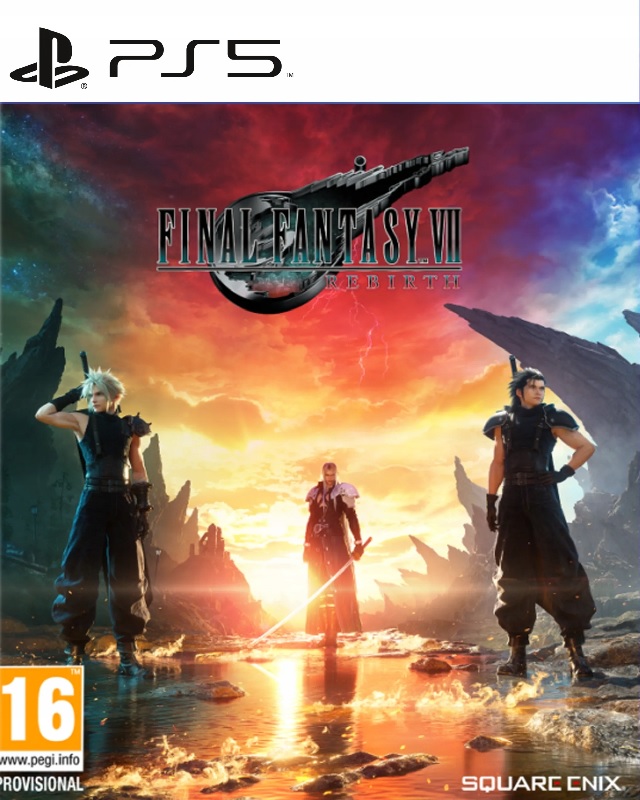 PS5
FINAL FANTASY VII
REBIRTH
16
www.pegi.info
PROVISIONAL
SQUARE ENIX